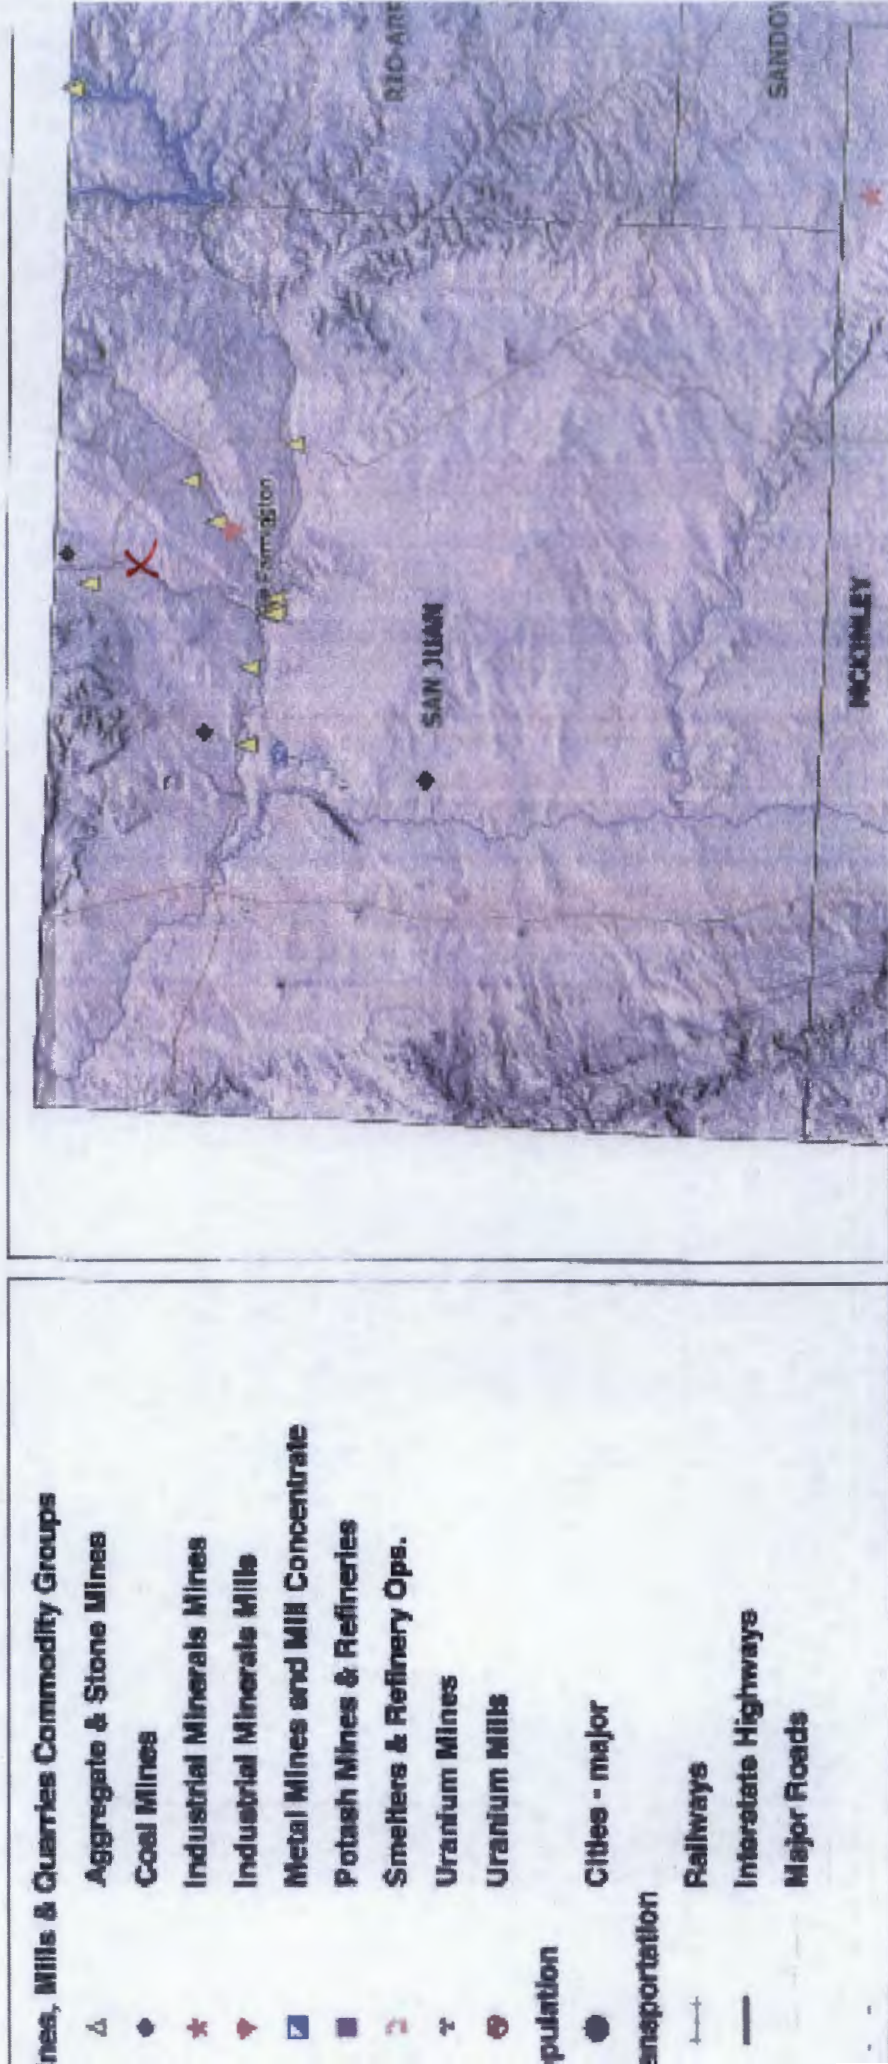 nes, Mills & Quarries Commodity Groups
Aggregate & Stone Mines
Coal Mines
Industrial Minerals Mines
Industrial Minerals Mills
Metal Mines and Mill Concentrate
Potash Mines & Refineries
Smelters & Refinery Ops.
Uranium Mines
Uranium Mills
pulation
Cities - major
ansportation
Railways
Interstate Highways
Major Roads
Farmington
SAN JUAN
RIO ARR
SANDOV
MCKINLEY